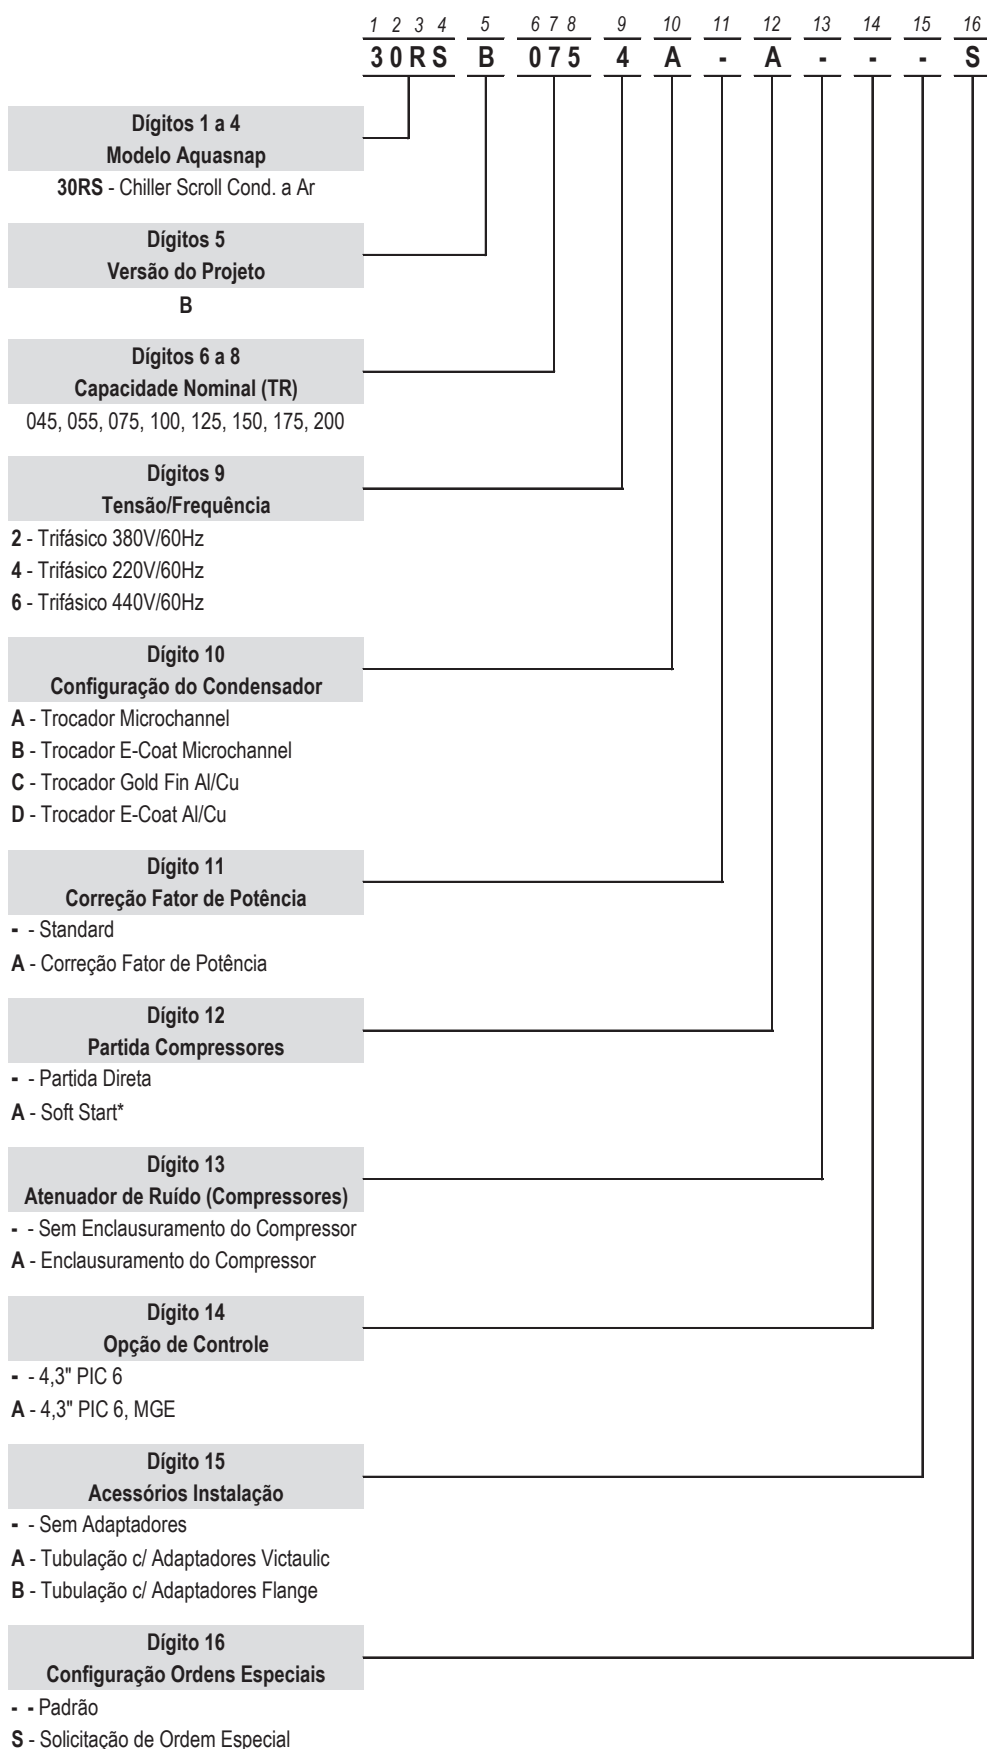 1 2 3 4 5 6 7 8 9 10 11 12 13 14 15 16
3 0 R S B 0 7 5 4 A - A - - - S
Dígitos 1 a 4
Modelo Aquasnap
30RS - Chiller Scroll Cond. a Ar
Dígitos 5
Versão do Projeto
B
Dígitos 6 a 8
Capacidade Nominal (TR)
045, 055, 075, 100, 125, 150, 175, 200
Dígitos 9
Tensão/Frequência
2 - Trifásico 380V/60Hz
4 - Trifásico 220V/60Hz
6 - Trifásico 440V/60Hz
Dígito 10
Configuração do Condensador
A - Trocador Microchannel
B - Trocador E-Coat Microchannel
C - Trocador Gold Fin Al/Cu
D - Trocador E-Coat Al/Cu
Dígito 11
Correção Fator de Potência
- - Standard
A - Correção Fator de Potência
Dígito 12
Partida Compressores
- - Partida Direta
A - Soft Start*
Dígito 13
Atenuador de Ruído (Compressores)
- - Sem Enclausuramento do Compressor
A - Enclausuramento do Compressor
Dígito 14
Opção de Controle
- - 4,3" PIC 6
A - 4,3" PIC 6, MGE
Dígito 15
Acessórios Instalação
- - Sem Adaptadores
A - Tubulação c/ Adaptadores Victaulic
B - Tubulação c/ Adaptadores Flange
Dígito 16
Configuração Ordens Especiais
- - Padrão
S - Solicitação de Ordem Especial